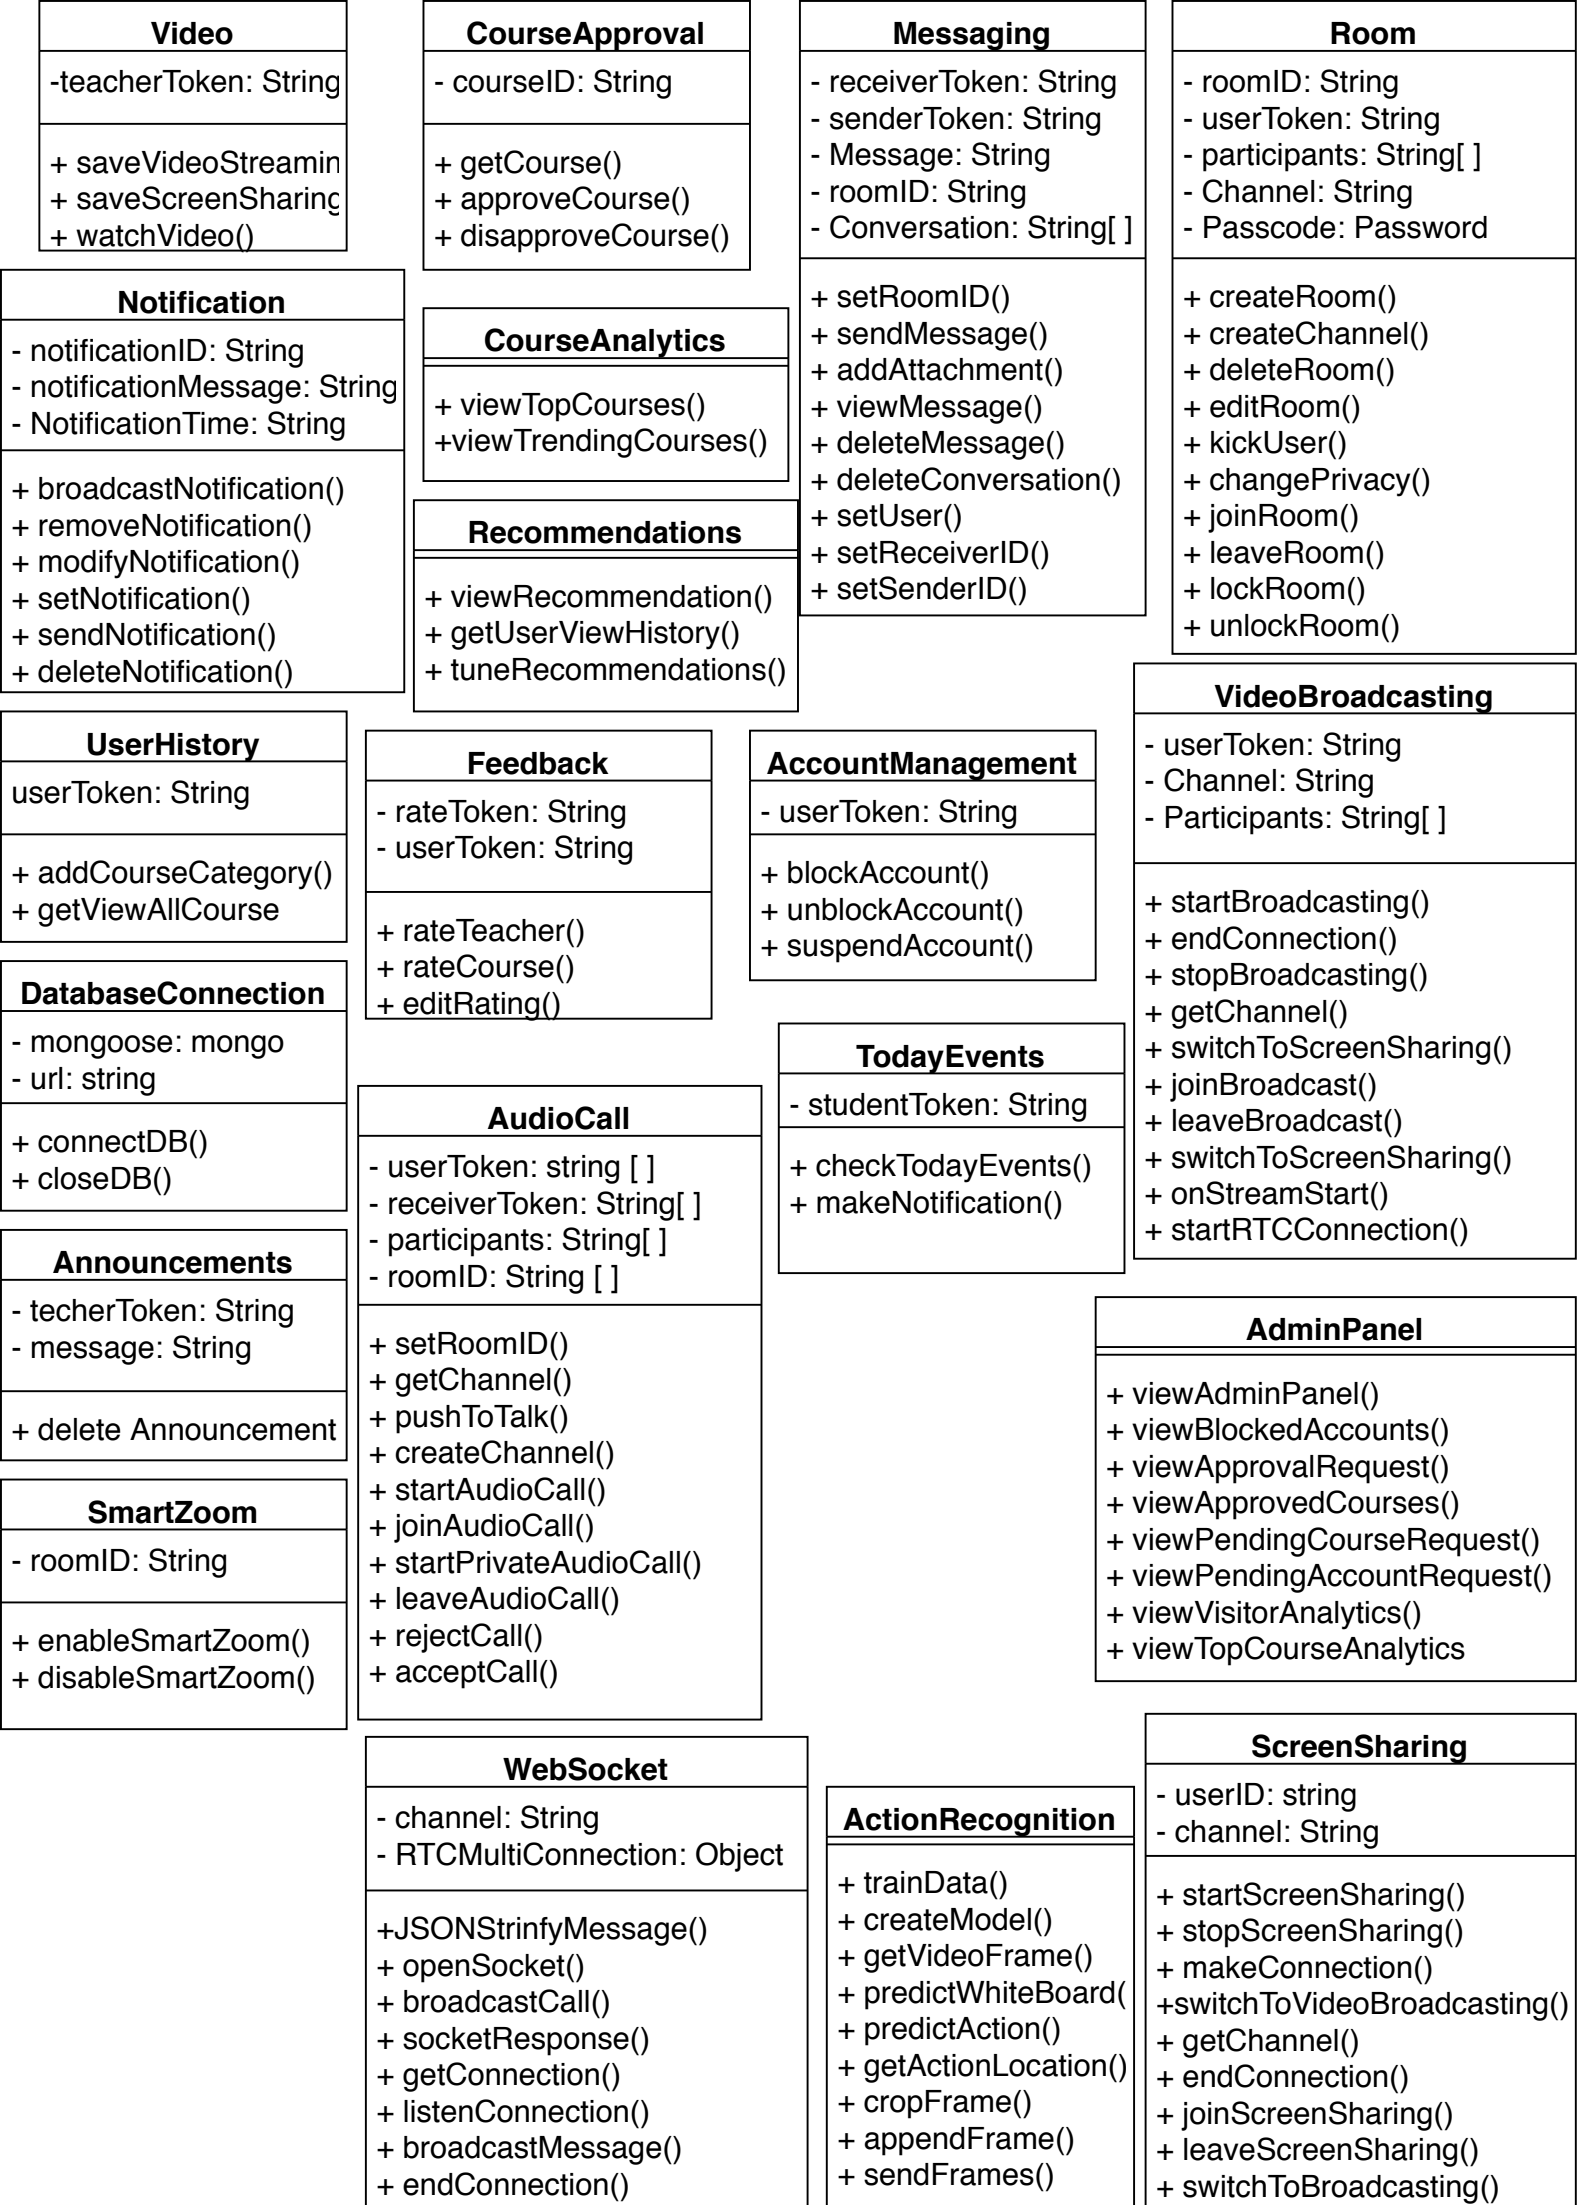 Video
-teacherToken: String
+ saveVideoStreamin
+ saveScreenSharing
+ watchVideo()
CourseApproval
- courseID: String
+ getCourse()
+ approveCourse()
+ disapproveCourse()
Messaging
- receiverToken: String
- senderToken: String
- Message: String
- roomID: String
- Conversation: String[ ]
+ setRoomID()
+ sendMessage()
+ addAttachment()
+ viewMessage()
+ deleteMessage()
+ deleteConversation()
+ setUser()
+ setReceiverID()
+ setSenderID()
Room
- roomID: String
- userToken: String
- participants: String[ ]
- Channel: String
- Passcode: Password
+ createRoom()
+ createChannel()
+ deleteRoom()
+ editRoom()
+ kickUser()
+ changePrivacy()
+ joinRoom()
+ leaveRoom()
+ lockRoom()
+ unlockRoom()
Notification
- notificationID: String
- notificationMessage: String
- NotificationTime: String
+ broadcastNotification()
+ removeNotification()
+ modifyNotification()
+ setNotification()
+ sendNotification()
+ deleteNotification()
CourseAnalytics
+ viewTopCourses()
+viewTrendingCourses()
Recommendations
+ viewRecommendation()
+ getUserViewHistory()
+ tuneRecommendations()
VideoBroadcasting
- userToken: String
- Channel: String
- Participants: String[ ]
+ startBroadcasting()
+ endConnection()
+ stopBroadcasting()
+ getChannel()
+ switchToScreenSharing()
+ joinBroadcast()
+ leaveBroadcast()
+ switchToScreenSharing()
+ onStreamStart()
+ startRTCConnection()
UserHistory
userToken: String
+ addCourseCategory()
+ getViewAllCourse
Feedback
- rateToken: String
- userToken: String
+ rateTeacher()
+ rateCourse()
+ editRating()
AccountManagement
- userToken: String
+ blockAccount()
+ unblockAccount()
+ suspendAccount()
DatabaseConnection
- mongoose: mongo
- url: string
+ connectDB()
+ closeDB()
TodayEvents
- studentToken: String
+ checkTodayEvents()
+ makeNotification()
AudioCall
- userToken: string [ ]
- receiverToken: String[ ]
- participants: String[ ]
- roomID: String [ ]
+ setRoomID()
+ getChannel()
+ pushToTalk()
+ createChannel()
+ startAudioCall()
+ joinAudioCall()
+ startPrivateAudioCall()
+ leaveAudioCall()
+ rejectCall()
+ acceptCall()
Announcements
- techerToken: String
- message: String
+ delete Announcement
AdminPanel
+ viewAdminPanel()
+ viewBlockedAccounts()
+ viewApprovalRequest()
+ viewApprovedCourses()
+ viewPendingCourseRequest()
+ viewPendingAccountRequest()
+ viewVisitorAnalytics()
+ viewTopCourseAnalytics
SmartZoom
- roomID: String
+ enableSmartZoom()
+ disableSmartZoom()
WebSocket
- channel: String
- RTCMultiConnection: Object
+JSONStrinfyMessage()
+ openSocket()
+ broadcastCall()
+ socketResponse()
+ getConnection()
+ listenConnection()
+ broadcastMessage()
+ endConnection()
ActionRecognition
+ trainData()
+ createModel()
+ getVideoFrame()
+ predictWhiteBoard(
+ predictAction()
+ getActionLocation()
+ cropFrame()
+ appendFrame()
+ sendFrames()
ScreenSharing
- userID: string
- channel: String
+ startScreenSharing()
+ stopScreenSharing()
+ makeConnection()
+switchToVideoBroadcasting()
+ getChannel()
+ endConnection()
+ joinScreenSharing()
+ leaveScreenSharing()
+ switchToBroadcasting()